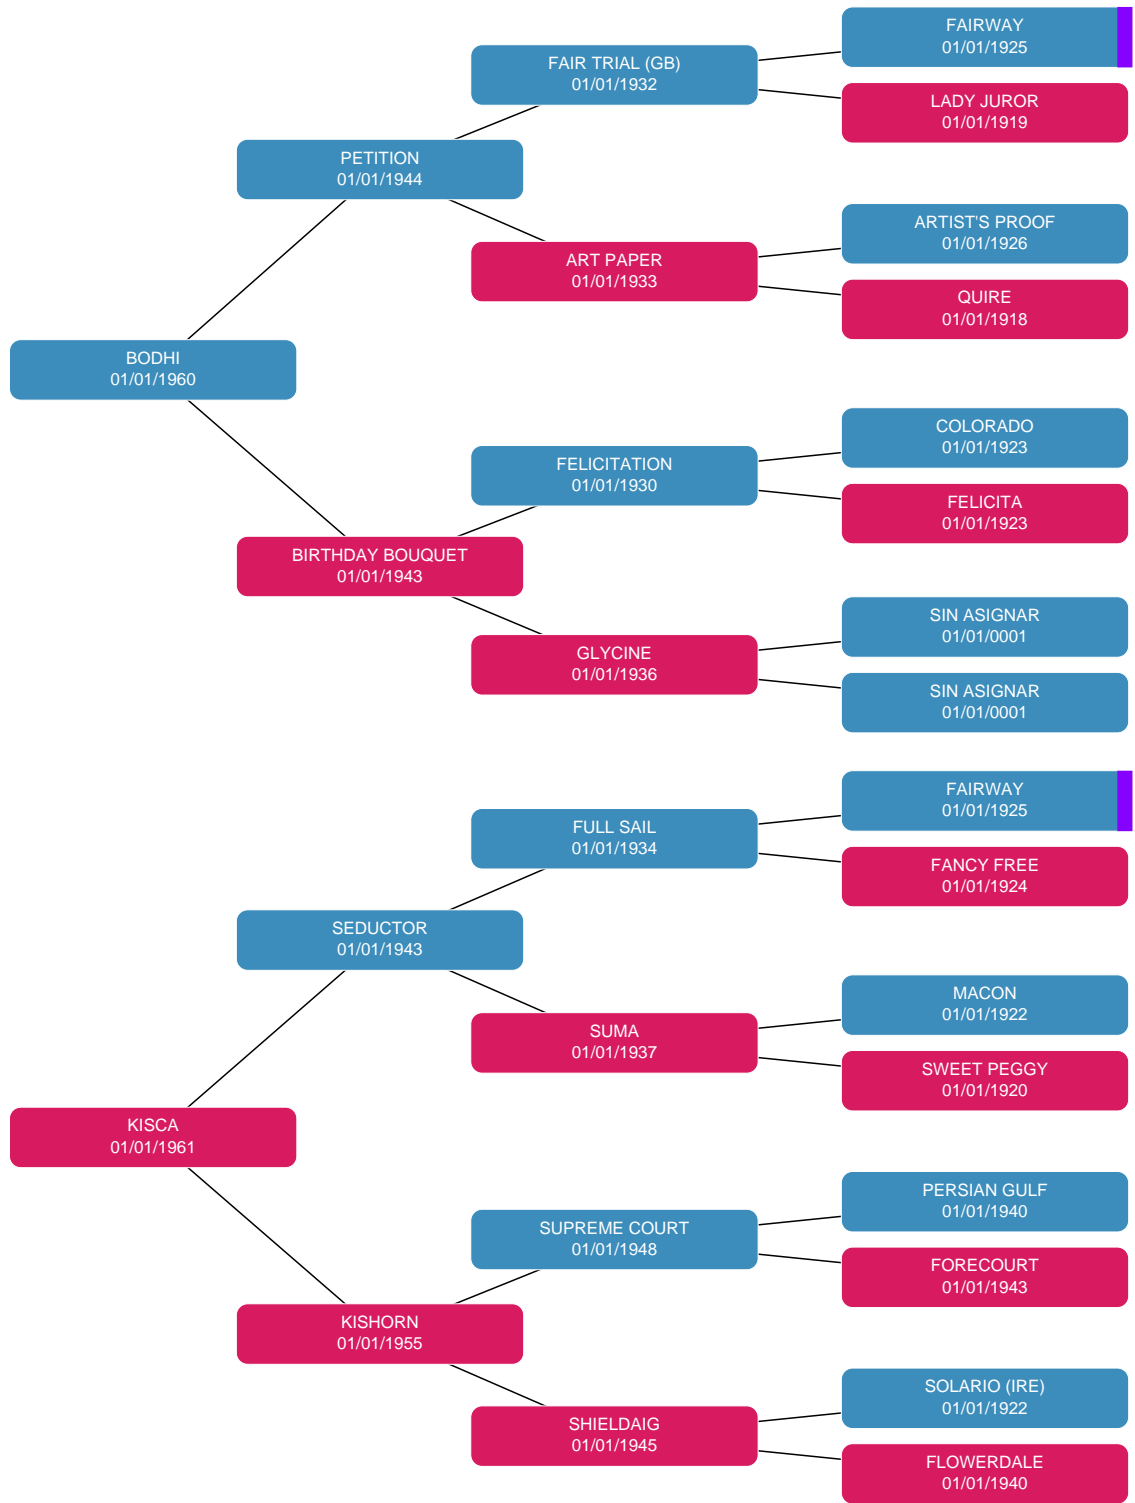 FAIRWAY
01/01/1925
FAIR TRIAL (GB)
01/01/1932
LADY JUROR
01/01/1919
PETITION
01/01/1944
ARTIST'S PROOF
01/01/1926
ART PAPER
01/01/1933
QUIRE
01/01/1918
BODHI
01/01/1960
COLORADO
01/01/1923
FELICITATION
01/01/1930
FELICITA
01/01/1923
BIRTHDAY BOUQUET
01/01/1943
SIN ASIGNAR
01/01/0001
GLYCINE
01/01/1936
SIN ASIGNAR
01/01/0001
FAIRWAY
01/01/1925
FULL SAIL
01/01/1934
FANCY FREE
01/01/1924
SEDUCTOR
01/01/1943
MACON
01/01/1922
SUMA
01/01/1937
SWEET PEGGY
01/01/1920
KISCA
01/01/1961
PERSIAN GULF
01/01/1940
SUPREME COURT
01/01/1948
FORECOURT
01/01/1943
KISHORN
01/01/1955
SOLARIO (IRE)
01/01/1922
SHIELDAIG
01/01/1945
FLOWERDALE
01/01/1940